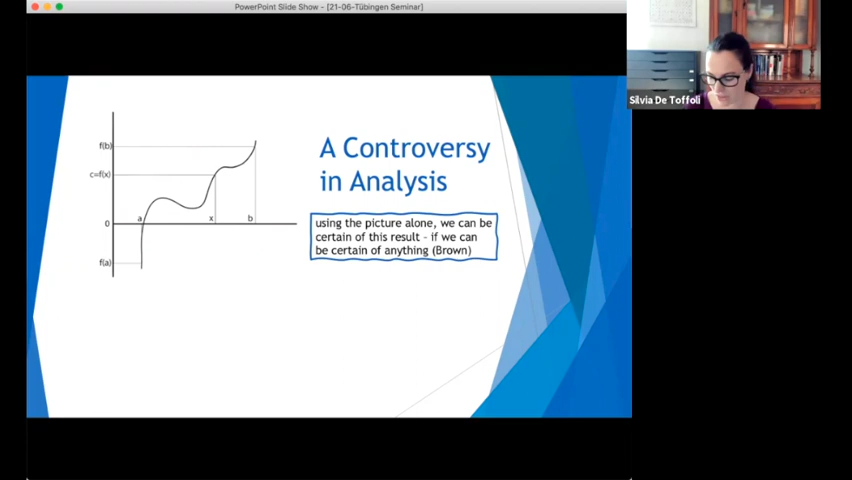 PowerPoint Slide Show - [21-06-Tübingen Seminar]
Silvia De Toffoli
A Controversy
in Analysis
f(b)
c=f(x)
a
x
b
0
f(a)
using the picture alone, we can be
certain of this result - if we can
be certain of anything (Brown)